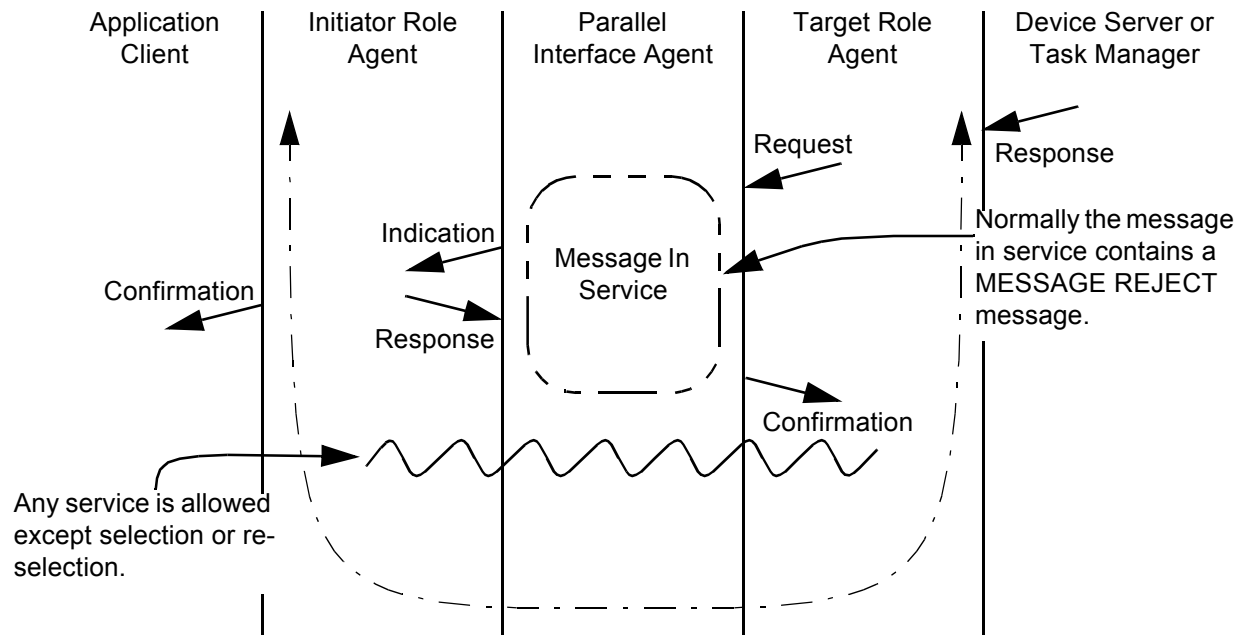 Application
Client
Initiator Role
Agent
Parallel
Interface Agent
Target Role
Agent
Device Server or
Task Manager
Request
Response
Indication
Message In
Service
Normally the message
in service contains a
MESSAGE REJECT
message.
Confirmation
Response
Confirmation
Any service is allowed
except selection or re-
selection.